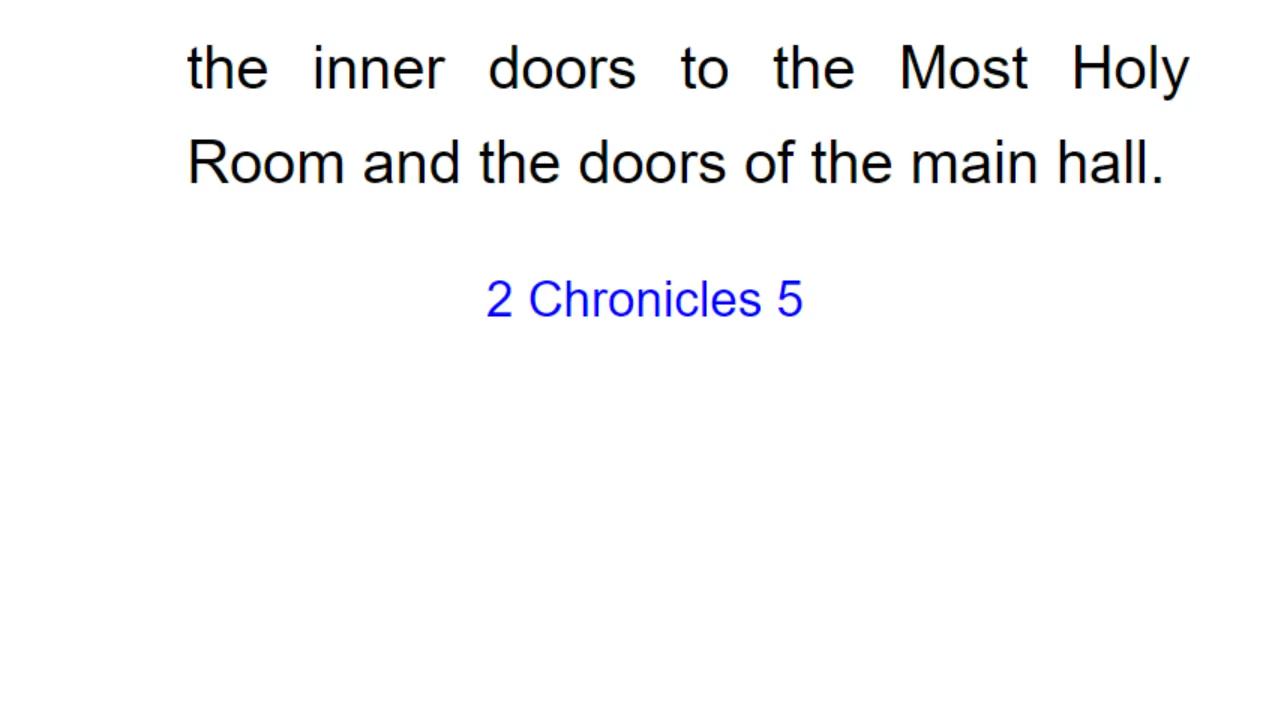 the inner doors to the Most Holy
Room and the doors of the main hall.
2 Chronicles 5